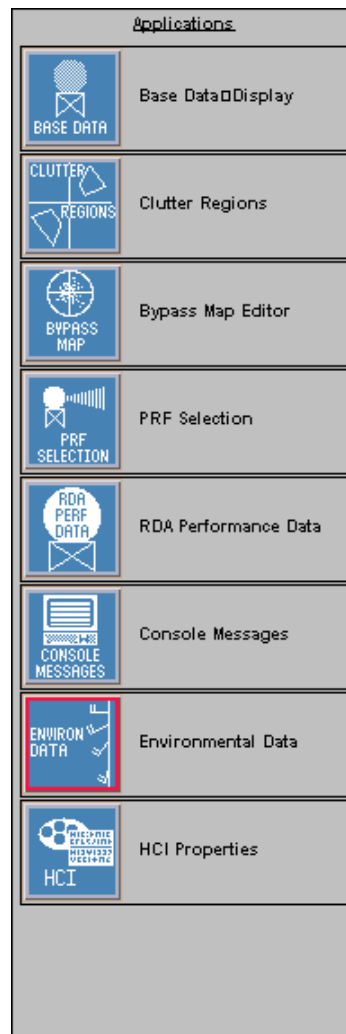 Applications
BASE DATA
Base Data□Display
CLUTTER
REGIONS
Clutter Regions
BYPASS
MAP
Bypass Map Editor
PRF
SELECTION
PRF Selection
RDA
PERF
DATA
RDA Performance Data
CONSOLE
MESSAGES
Console Messages
ENVIRON
DATA
Environmental Data
HCI
HCI Properties